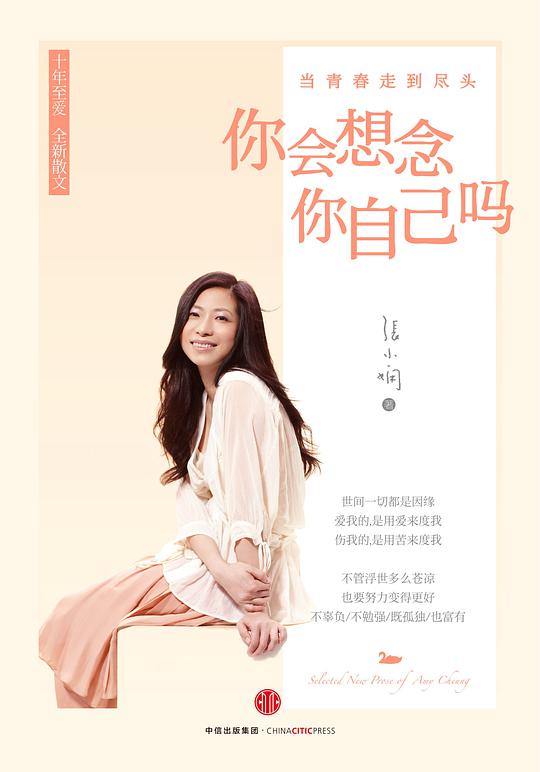 十年至爱 全新散文
当青春走到尽头
你会想念
你自己吗
張小嫻
著
世间一切都是因缘
爱我的,是用爱来度我
伤我的,是用苦来度我
不管浮世多么苍凉
也要努力变得更好
不辜负/不勉强/既孤独/也富有
Selected New Prose of Amy Cheung
中信出版集团·CHINACITICPRESS